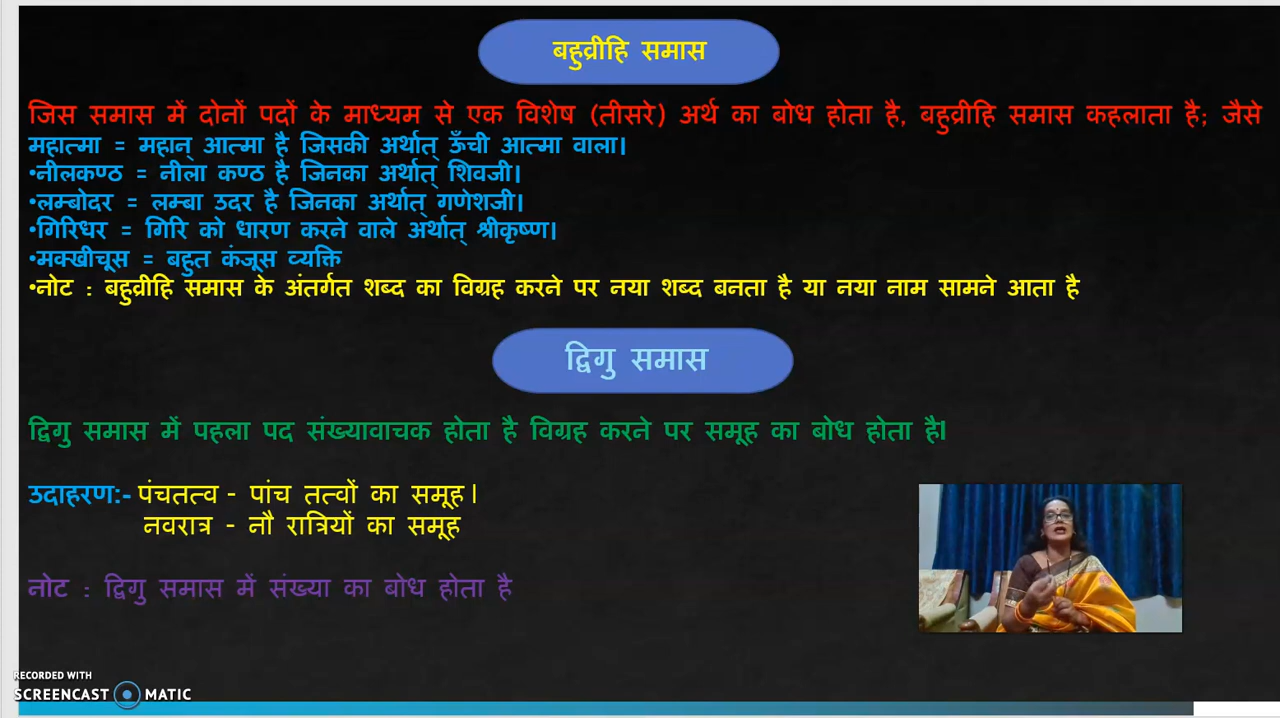 बहुव्रीहि समास
जिस समास में दोनों पदों के माध्यम से एक विशेष (तीसरे) अर्थ का बोध होता है, बहुव्रीहि समास कहलाता है; जैसे
महात्मा = महान् आत्मा है जिसकी अर्थात् ऊँची आत्मा वाला।
•नीलकण्ठ = नीला कण्ठ है जिनका अर्थात् शिवजी।
•लम्बोदर = लम्बा उदर है जिनका अर्थात् गणेशजी।
•गिरिधर = गिरि को धारण करने वाले अर्थात् श्रीकृष्ण।
•मक्खीचूस = बहुत कंजूस व्यक्ति
•नोट : बहुव्रीहि समास के अंतर्गत शब्द का विग्रह करने पर नया शब्द बनता है या नया नाम सामने आता है
द्विगु समास
द्विगु समास में पहला पद संख्यावाचक होता है विग्रह करने पर समूह का बोध होता है।
उदाहरण:- पंचतत्व - पांच तत्वों का समूह।
नवरात्र - नौ रात्रियों का समूह
नोट : द्विगु समास में संख्या का बोध होता है
RECORDED WITH
SCREENCAST MATIC